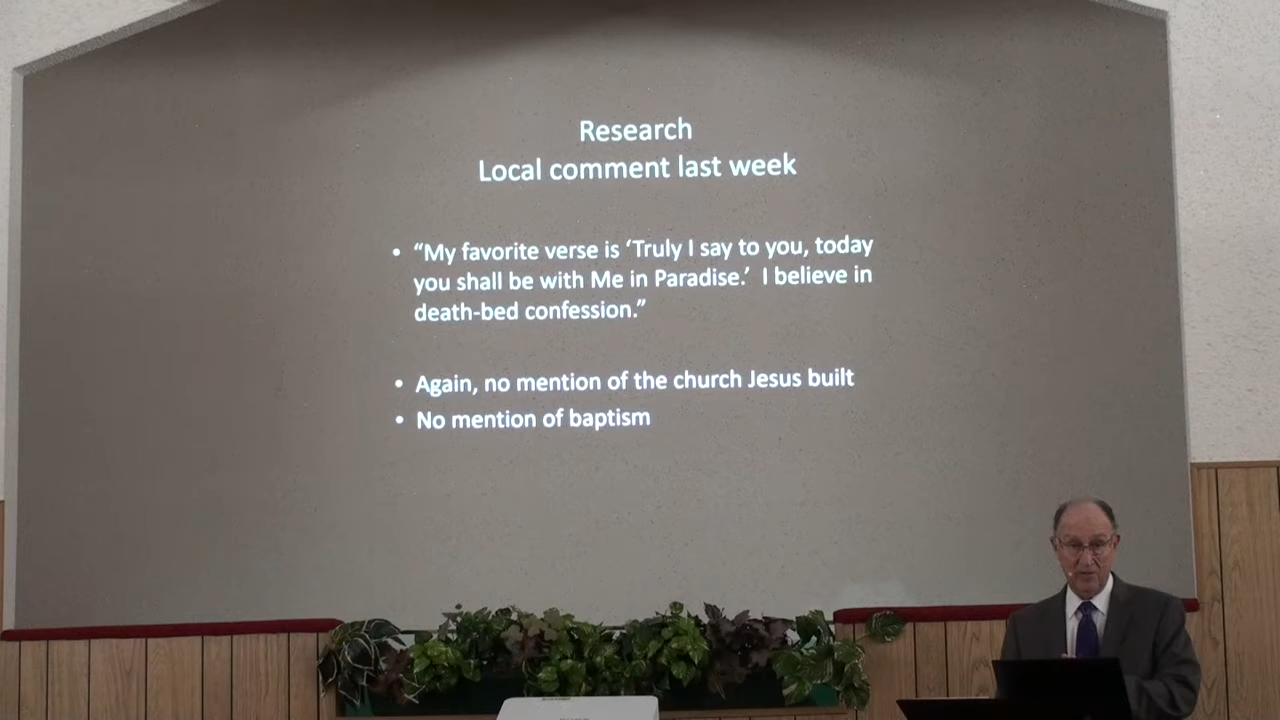 Research
Local comment last week
• “My favorite verse is ‘Truly I say to you, today
you shall be with Me in Paradise.’  I believe in
death-bed confession.”
• Again, no mention of the church Jesus built
• No mention of baptism